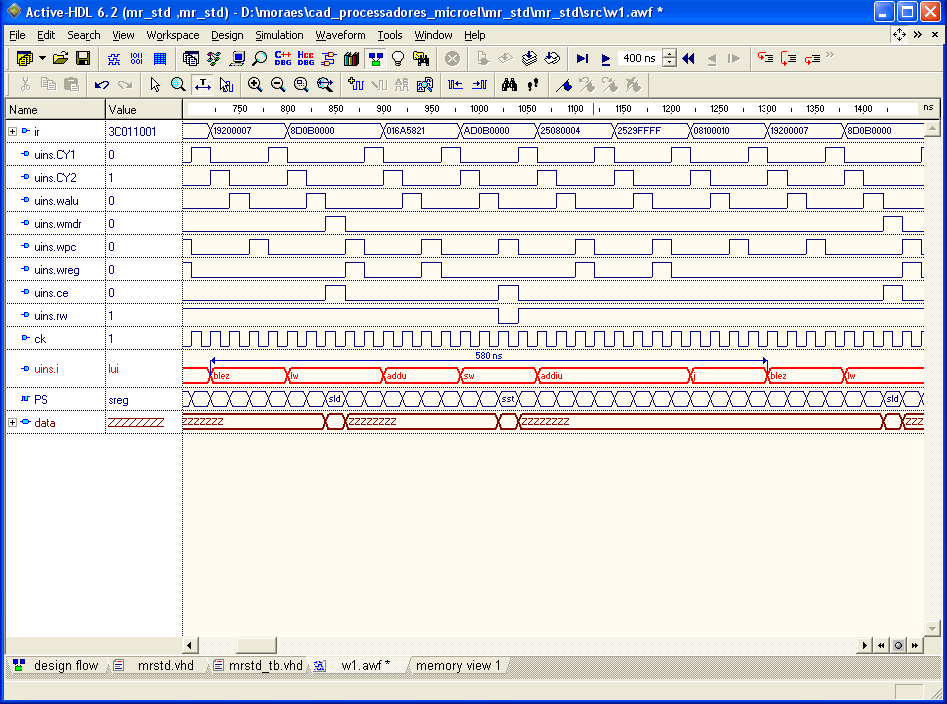 Active-HDL 6.2 (mr_std ,mr_std) - D:\moraes\cad_processadores_microel\mr_std\mr_std\src\w1.awf *
File Edit Search View Workspace Design Simulation Waveform Tools Window Help
C++ DBG HDL DBG 400 ns
Name Value 750 800 850 900 950 1000 1050 1100 1150 1200 1250 1300 1350 1400 ns
ir 3C011001 19200007 8D0B0000 016A5821 AD0B0000 25080004 2529FFFF 08100010 19200007 8D0B0000
uins.CY1 0
uins.CY2 1
uins.walu 0
uins.wmdr 0
uins.wpc 0
uins.wreg 0
uins.ce 0
uins.rw 1
ck 1
580 ns
uins.i lui blez lw addu sw addiu j blez lw
PS sreg sld sst sld
data ZZZZZZZZ ZZZZZZZ ZZZZZZZZ ZZZZZZZZ ZZZ
design flow mrstd.vhd mrstd_tb.vhd w1.awf * memory view 1